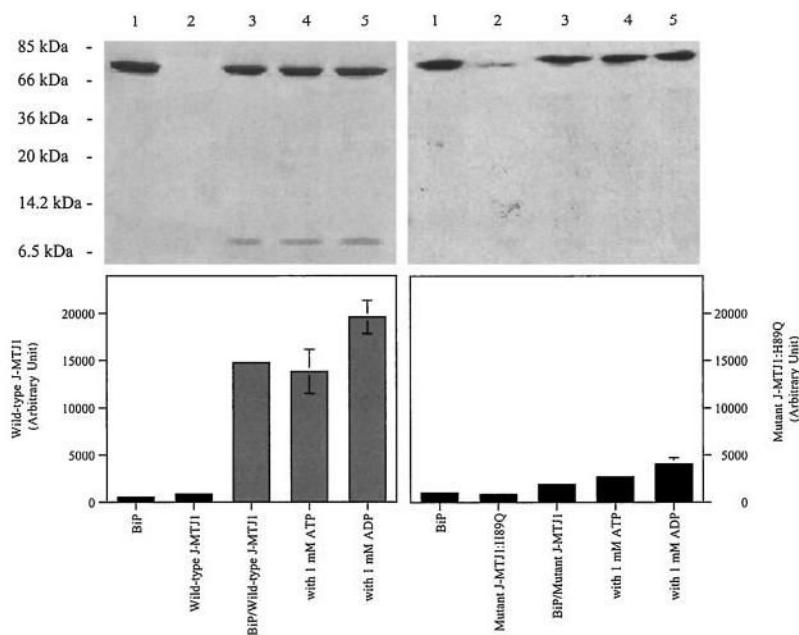 1 2 3 4 5
1 2 3 4 5
85 kDa -
66 kDa -
36 kDa -
20 kDa -
14.2 kDa -
6.5 kDa -
Wild-type J-MTJ1
(Arbitrary Unit)
20000
15000
10000
5000
0
BiP
Wild-type J-MTJ1
BiP/Wild-type J-MTJ1
with 1 mM ATP
with 1 mM ADP
20000
15000
10000
5000
0
Mutant J-MTJ1:H89Q
(Arbitrary Unit)
BiP
Mutant J-MTJ1:H89Q
BiP/Mutant J-MTJ1
with 1 mM ATP
with 1 mM ADP